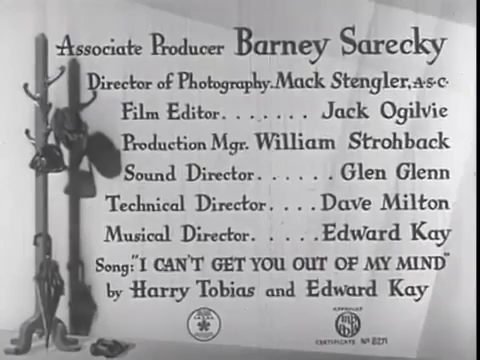 Associate Producer Barney Sarecky
Director of Photography.Mack Stengler, A·S·C·
Film Editor. . . . . . . Jack Ogilvie
Production Mgr. William Strohback
Sound Director. . . . . . Glen Glenn
Technical Director. . . . Dave Milton
Musical Director. . . . . Edward Kay
Song: "I CAN'T GET YOU OUT OF MY MIND"
by Harry Tobias and Edward Kay
APPROVED
CERTIFICATE Nº 8271